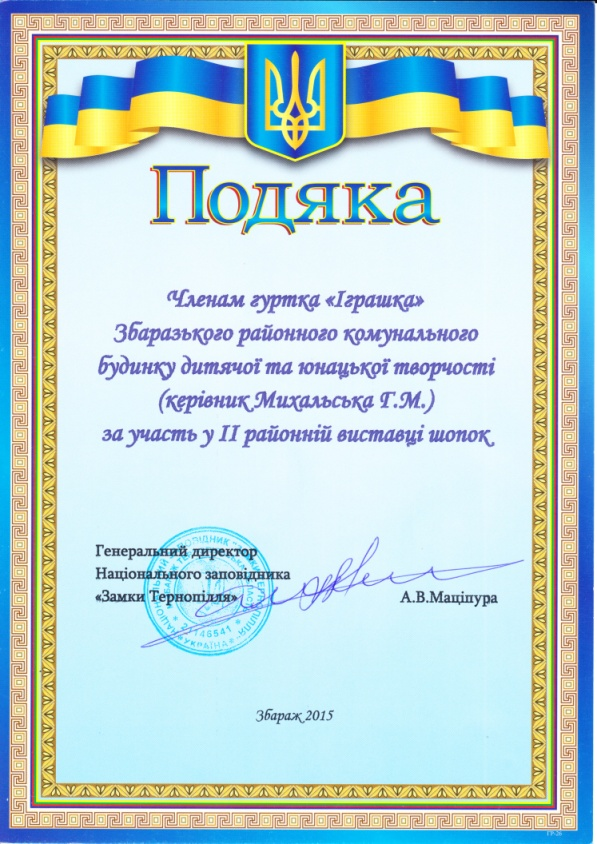 Подяка
Членам гуртка «Іграшка»
Збаразького районного комунального
будинку дитячої та юнацької творчості
(керівник Михальська Г.М.)
за участь у ІІ районній виставці шопок
Генеральний директор
Національного заповідника
«Замки Тернопілля»
А.В.Маціпура
Збараж 2015